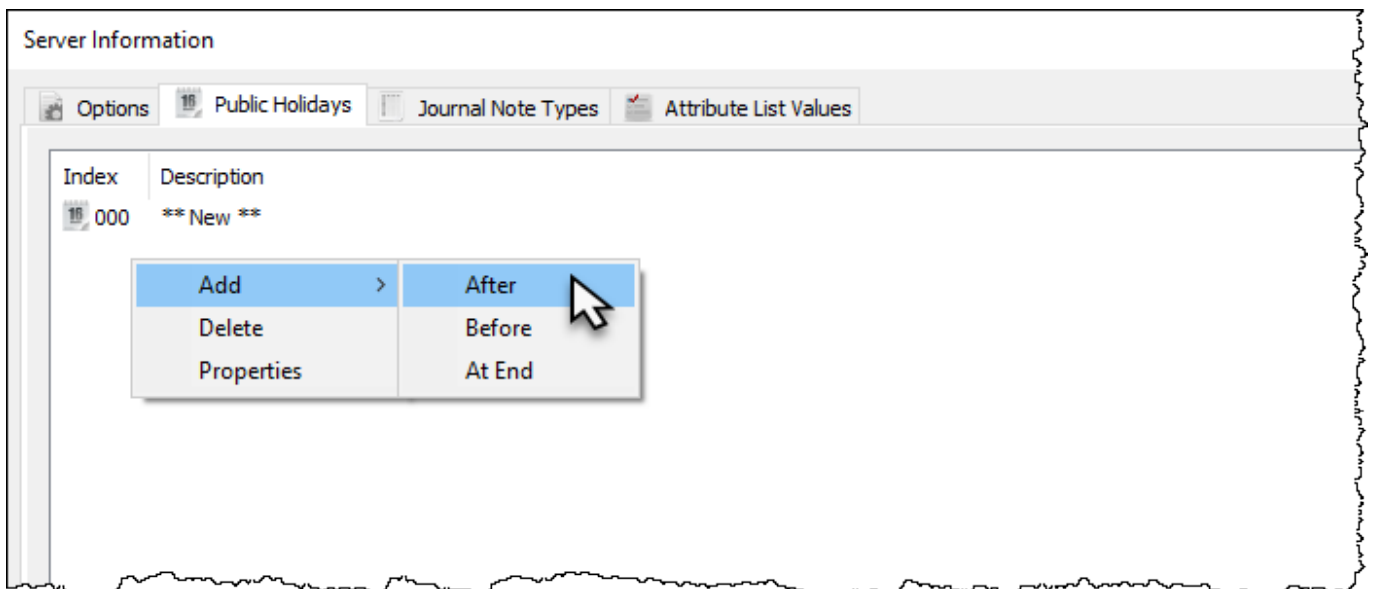 Server Information
Options Public Holidays Journal Note Types Attribute List Values
Index Description
16 000 ** New **
Add > After
Delete Before
Properties At End